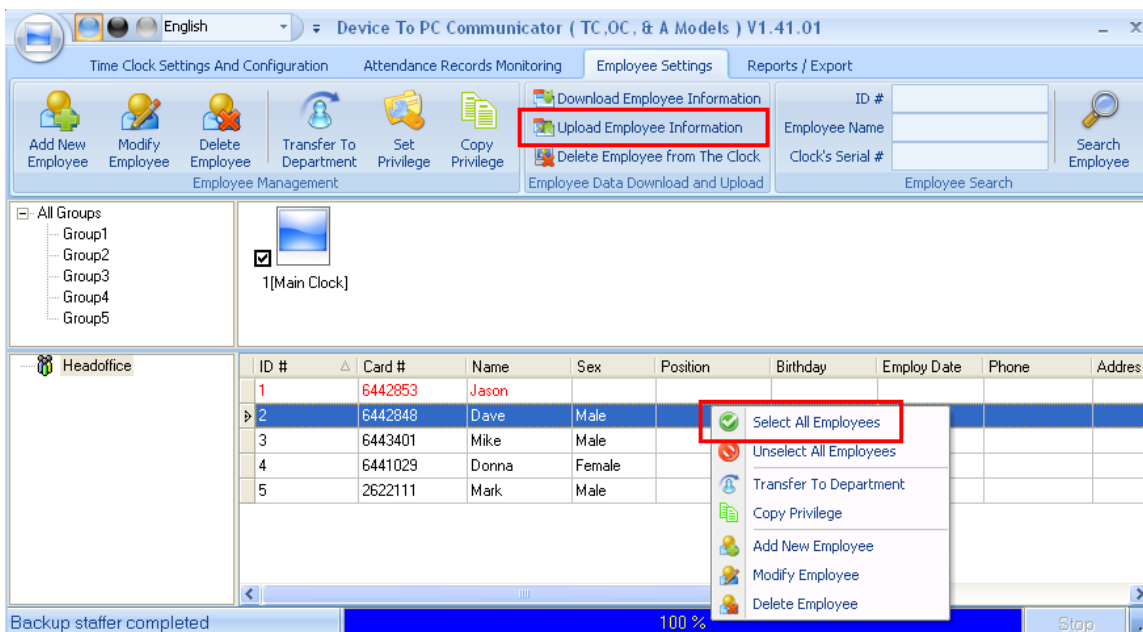 English
Device To PC Communicator ( TC,OC, & A Models ) V1.41.01
Time Clock Settings And Configuration Attendance Records Monitoring Employee Settings Reports / Export
Add New Employee
Modify Employee
Delete Employee
Transfer To Department
Set Privilege
Copy Privilege
Employee Management
Download Employee Information
Upload Employee Information
Delete Employee from The Clock
Employee Data Download and Upload
ID #
Employee Name
Clock's Serial #
Search Employee
Employee Search
All Groups
Group1
Group2
Group3
Group4
Group5
1[Main Clock]
Headoffice
ID # Card # Name Sex Position Birthday Employ Date Phone Addres
1 6442853 Jason
2 6442848 Dave Male
3 6443401 Mike Male
4 6441029 Donna Female
5 2622111 Mark Male
Select All Employees
Unselect All Employees
Transfer To Department
Copy Privilege
Add New Employee
Modify Employee
Delete Employee
Backup staffer completed 100 % Stop